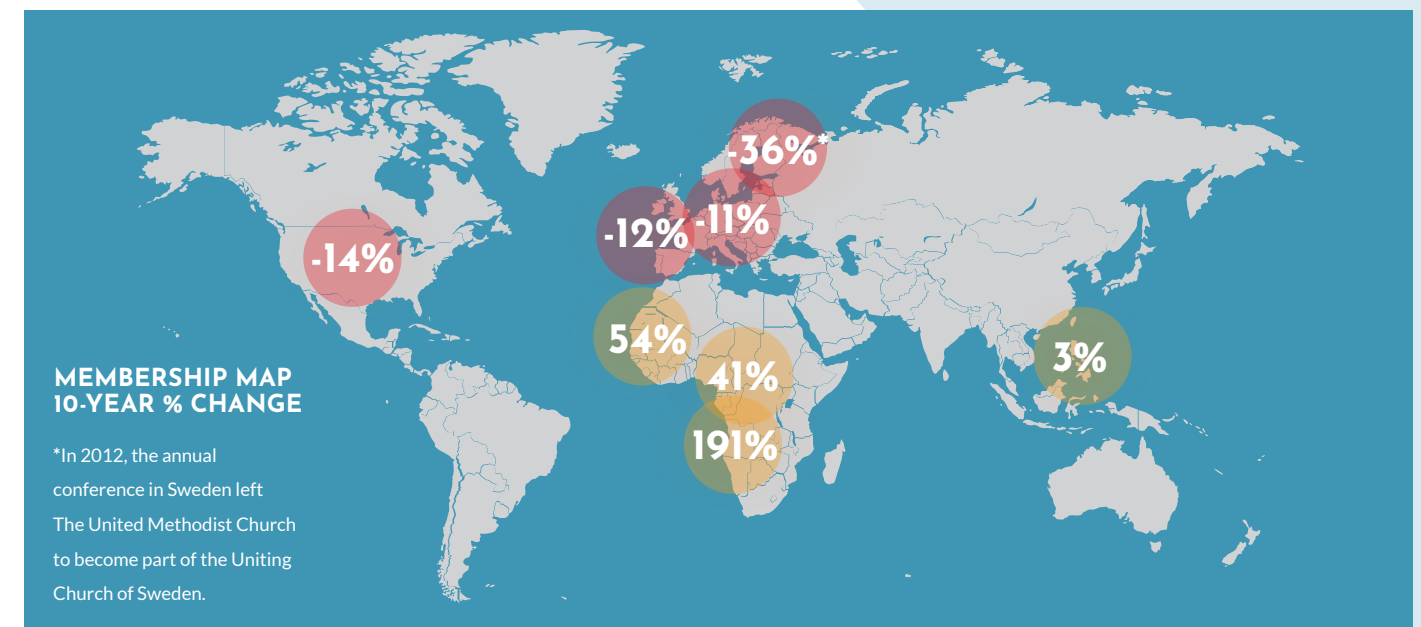 -36%*
-12%
-11%
-14%
54%
3%
41%
191%
MEMBERSHIP MAP
10-YEAR % CHANGE
*In 2012, the annual
conference in Sweden left
The United Methodist Church
to become part of the Uniting
Church of Sweden.